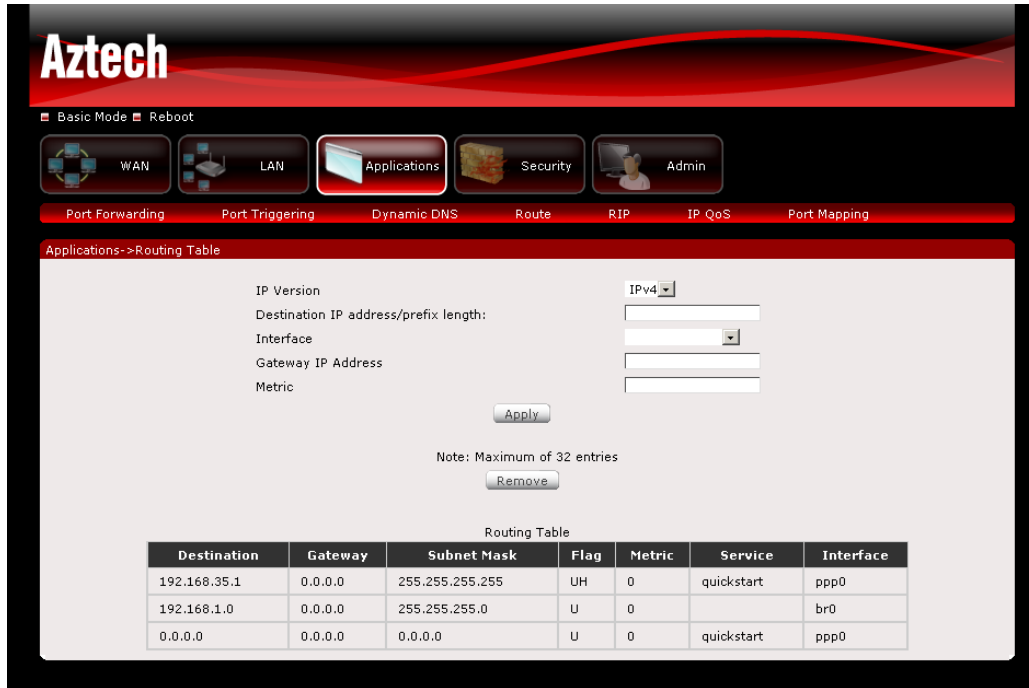 Aztech
Basic Mode Reboot
WAN LAN Applications Security Admin
Port Forwarding Port Triggering Dynamic DNS Route RIP IP QoS Port Mapping
Applications->Routing Table
IP Version IPv4
Destination IP address/prefix length:
Interface
Gateway IP Address
Metric
Apply
Note: Maximum of 32 entries
Remove
Routing Table
Destination Gateway Subnet Mask Flag Metric Service Interface
192.168.35.1 0.0.0.0 255.255.255.255 UH 0 quickstart ppp0
192.168.1.0 0.0.0.0 255.255.255.0 U 0 br0
0.0.0.0 0.0.0.0 0.0.0.0 U 0 quickstart ppp0